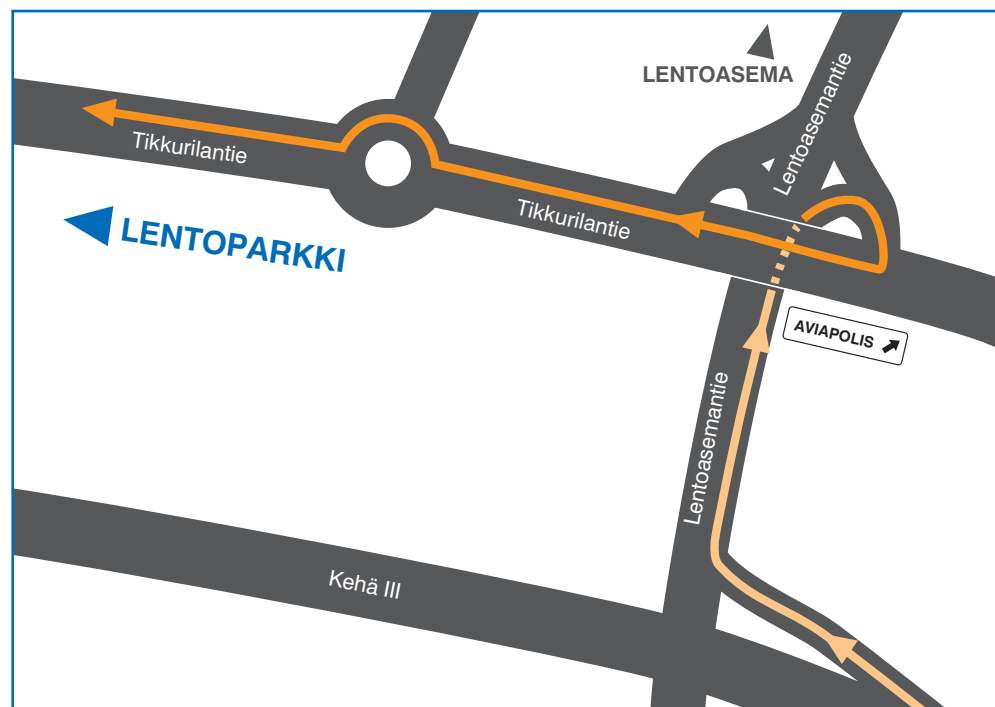 LENTOASEMA
Lentoasemantie
Tikkurilantie
Tikkurilantie
LENTOPARKKI
AVIAPOLIS
Lentoasemantie
Kehä III